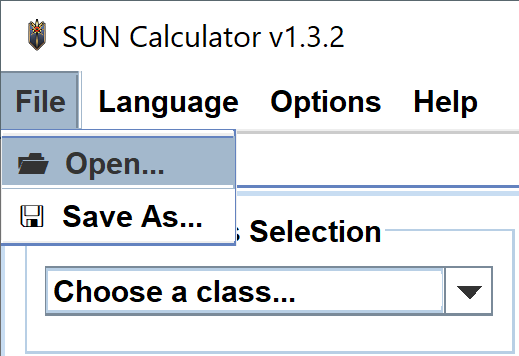 SUN Calculator v1.3.2
File Language Options Help
Open...
Save As...
Selection
Choose a class...